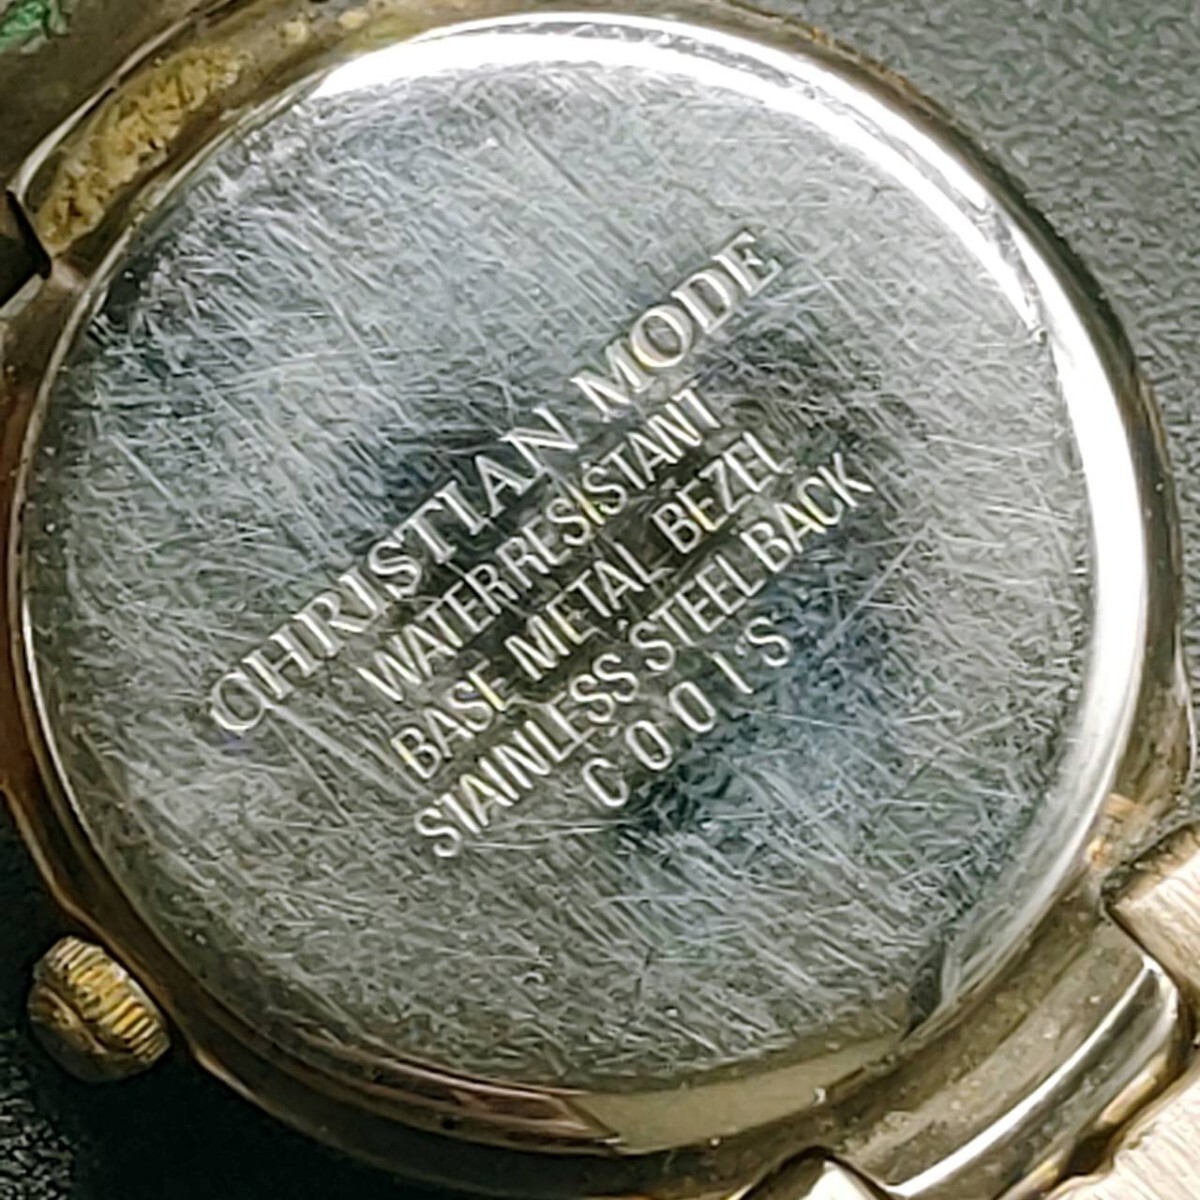 CHRISTIAN MODE
WATER RESISTANT
BASE METAL BEZEL
STAINLESS STEEL BACK
C001'S